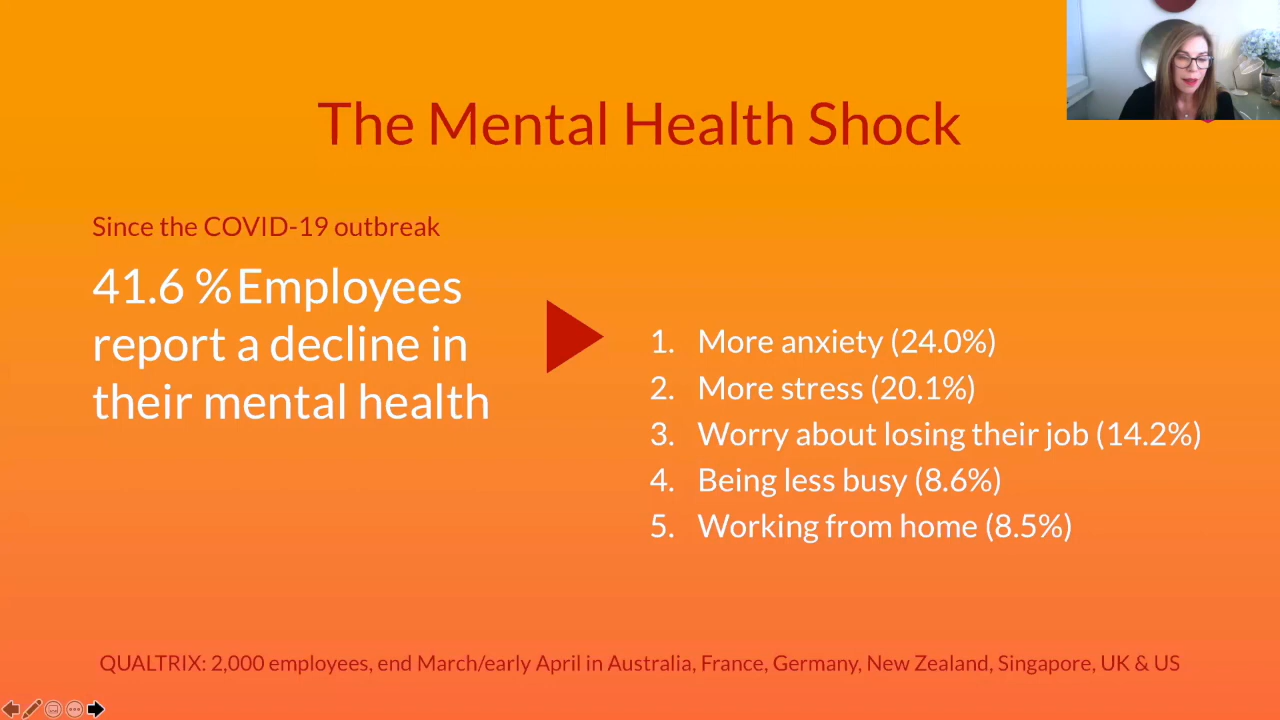 The Mental Health Shock
Since the COVID-19 outbreak
41.6 % Employees
report a decline in
their mental health
1. More anxiety (24.0%)
2. More stress (20.1%)
3. Worry about losing their job (14.2%)
4. Being less busy (8.6%)
5. Working from home (8.5%)
QUALTRIX: 2,000 employees, end March/early April in Australia, France, Germany, New Zealand, Singapore, UK & US